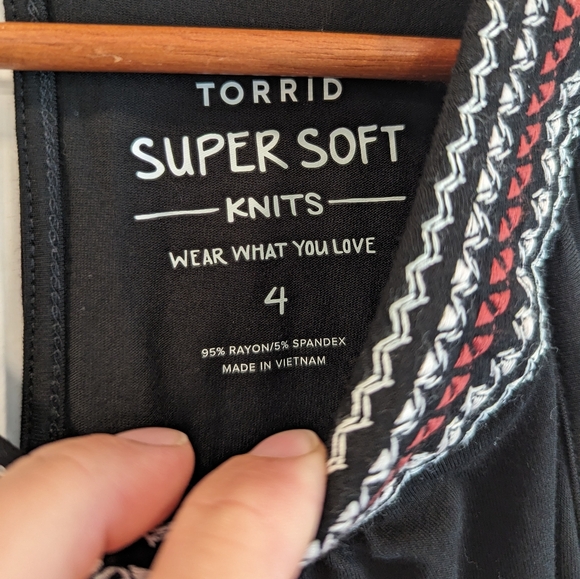 TORRID
SUPER SOFT
KNITS
WEAR WHAT YOU LOVE
4
95% RAYON/5% SPANDEX
MADE IN VIETNAM